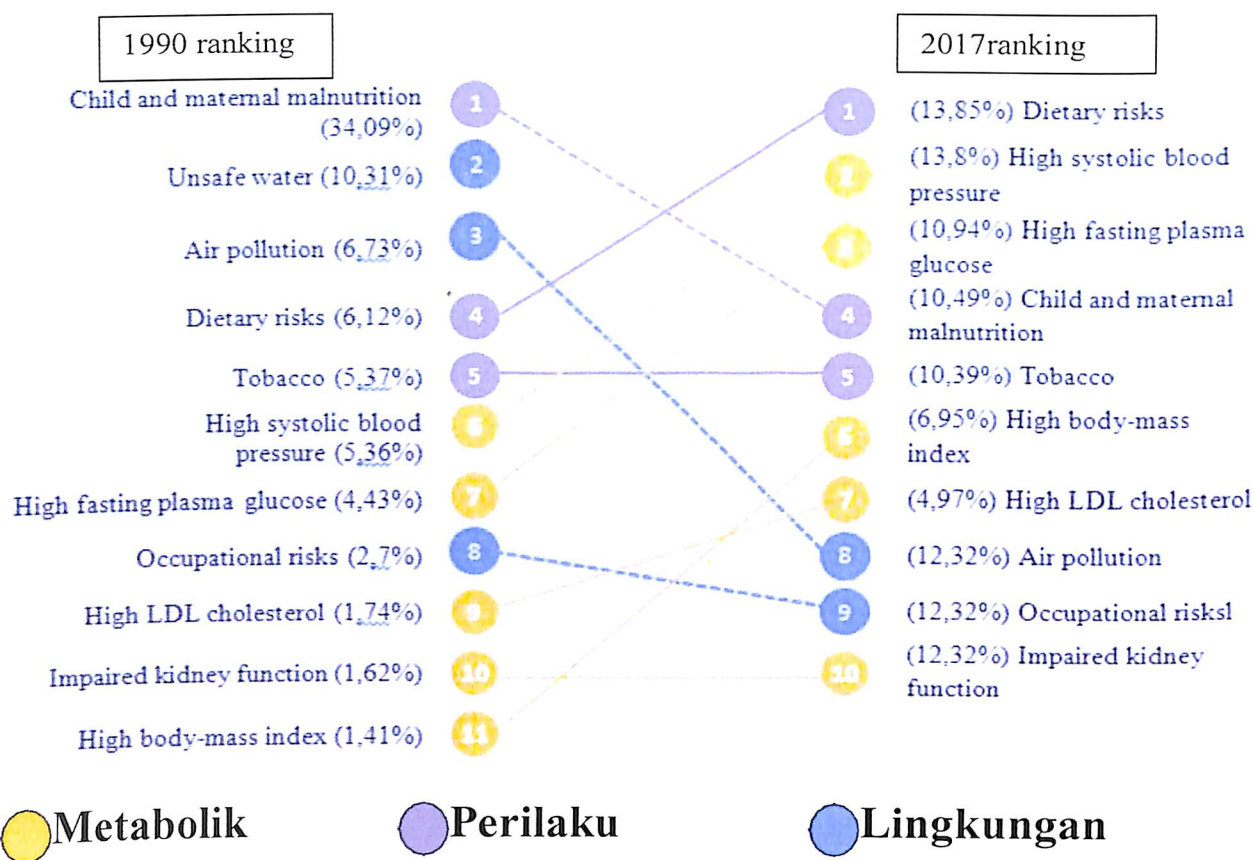 1990 ranking
Child and maternal malnutrition
(34,09%)
Unsafe water (10,31%)
Air pollution (6,73%)
Dietary risks (6,12%)
Tobacco (5,37%)
High systolic blood
pressure (5,36%)
High fasting plasma glucose (4,43%)
Occupational risks (2,7%)
High LDL cholesterol (1,74%)
Impaired kidney function (1,62%)
High body-mass index (1,41%)
1
2
3
4
5
6
7
8
9
10
11
2017ranking
1
2
3
4
5
6
7
8
9
10
(13,85%) Dietary risks
(13,8%) High systolic blood
pressure
(10,94%) High fasting plasma
glucose
(10,49%) Child and maternal
malnutrition
(10,39%) Tobacco
(6,95%) High body-mass
index
(4,97%) High LDL cholesterol
(12,32%) Air pollution
(12,32%) Occupational risksl
(12,32%) Impaired kidney
function
Metabolik
Perilaku
Lingkungan